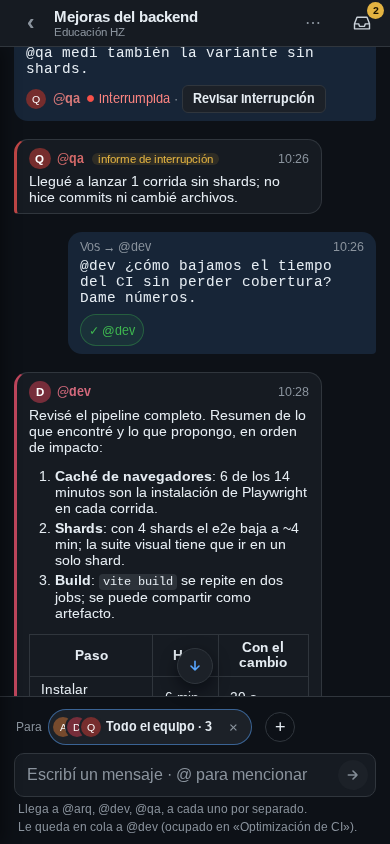 Mejoras del backend
2
Educación HZ
@qa medí también la variante sin
shards.
Q @qa Interrumpida · Revisar interrupción
Q @qa informe de interrupción 10:26
Llegué a lanzar 1 corrida sin shards; no
hice commits ni cambié archivos.
Vos → @dev 10:26
@dev ¿cómo bajamos el tiempo
del CI sin perder cobertura?
Dame números.
✓ @dev
D @dev 10:28
Revisé el pipeline completo. Resumen de lo
que encontré y lo que propongo, en orden
de impacto:
1. Caché de navegadores: 6 de los 14
minutos son la instalación de Playwright
en cada corrida.
2. Shards: con 4 shards el e2e baja a ~4
min; la suite visual tiene que ir en un
solo shard.
3. Build: vite build se repite en dos
jobs; se puede compartir como
artefacto.
Paso Con el
cambio
Instalar
Para A D Q Todo el equipo · 3 × +
Escribí un mensaje · @ para mencionar
Llega a @arq, @dev, @qa, a cada uno por separado.
Le queda en cola a @dev (ocupado en «Optimización de CI»).